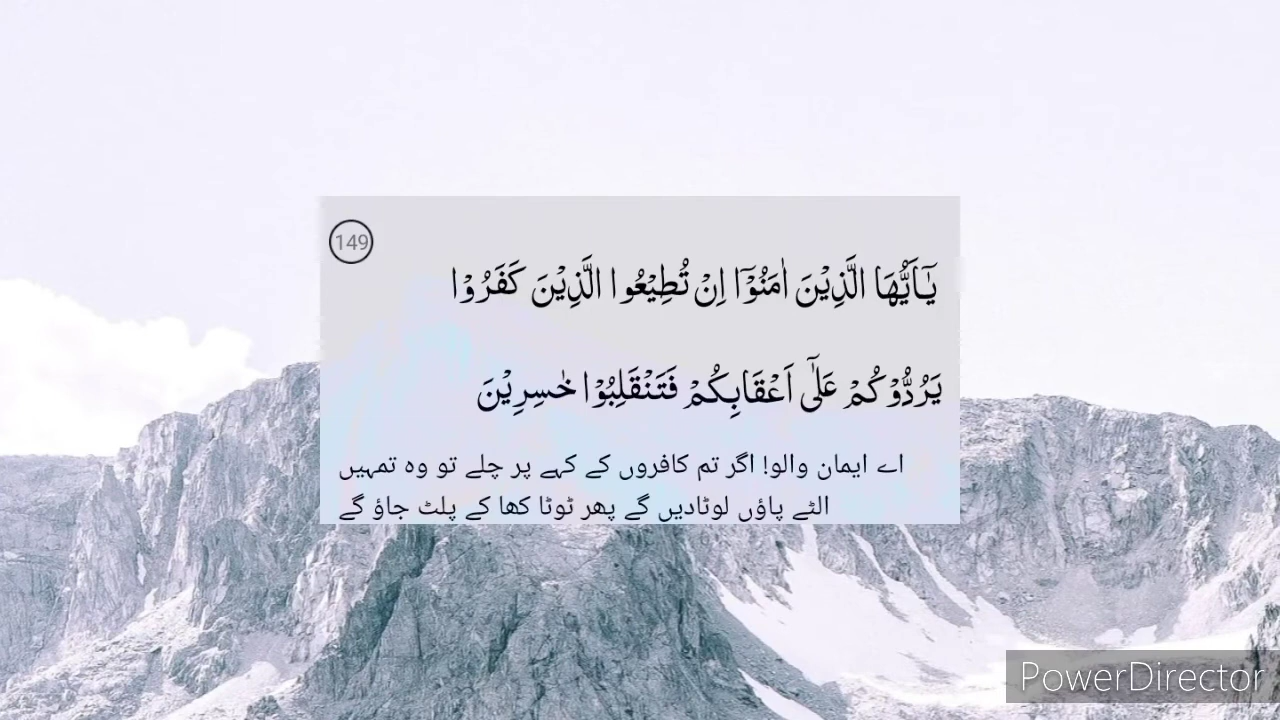 149
يٰۤاَيُّهَا الَّذِيْنَ اٰمَنُوْۤا اِنْ تُطِيْعُوا الَّذِيْنَ كَفَرُوْا
يَرُدُّوْكُمْ عَلٰۤى اَعْقَابِكُمْ فَتَنْقَلِبُوْا خٰسِرِيْنَ
اے ایمان والو! اگر تم کافروں کے کہے پر چلے تو وہ تمہیں
الٹے پاؤں لوٹادیں گے پھر ٹوٹا کھا کے پلٹ جاؤ گے
PowerDirector